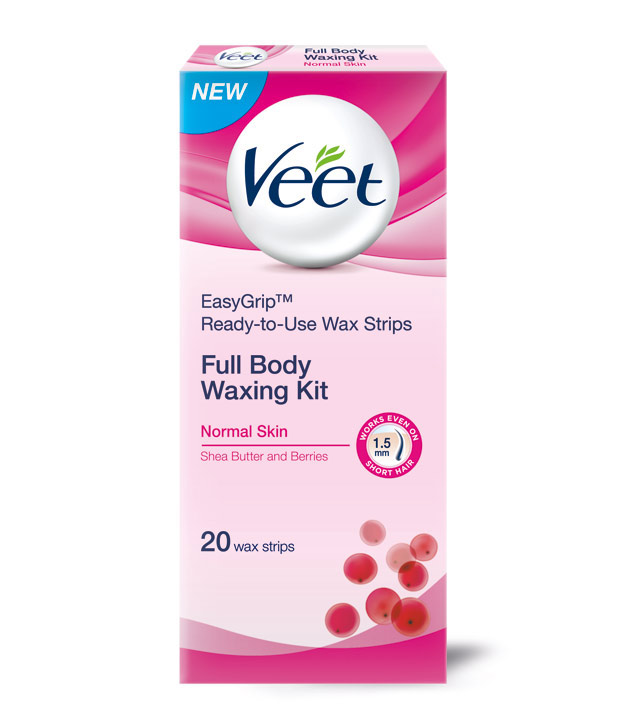 Veet
Full Body
Waxing Kit
Normal Skin
NEW
Veet
EasyGrip™
Ready-to-Use Wax Strips
Full Body
Waxing Kit
Normal Skin
Shea Butter and Berries
WORKS EVEN ON
1.5
mm
SHORT HAIR
20 wax strips